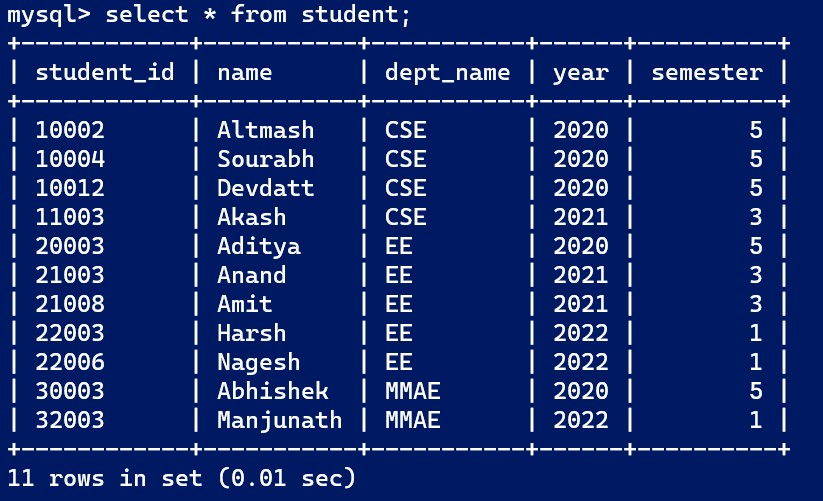 mysql> select * from student;
+------------+-----------+-----------+------+----------+
| student_id | name      | dept_name | year | semester |
+------------+-----------+-----------+------+----------+
| 10002      | Altmash   | CSE       | 2020 |        5 |
| 10004      | Sourabh   | CSE       | 2020 |        5 |
| 10012      | Devdatt   | CSE       | 2020 |        5 |
| 11003      | Akash     | CSE       | 2021 |        3 |
| 20003      | Aditya    | EE        | 2020 |        5 |
| 21003      | Anand     | EE        | 2021 |        3 |
| 21008      | Amit      | EE        | 2021 |        3 |
| 22003      | Harsh     | EE        | 2022 |        1 |
| 22006      | Nagesh    | EE        | 2022 |        1 |
| 30003      | Abhishek  | MMAE      | 2020 |        5 |
| 32003      | Manjunath | MMAE      | 2022 |        1 |
+------------+-----------+-----------+------+----------+
11 rows in set (0.01 sec)